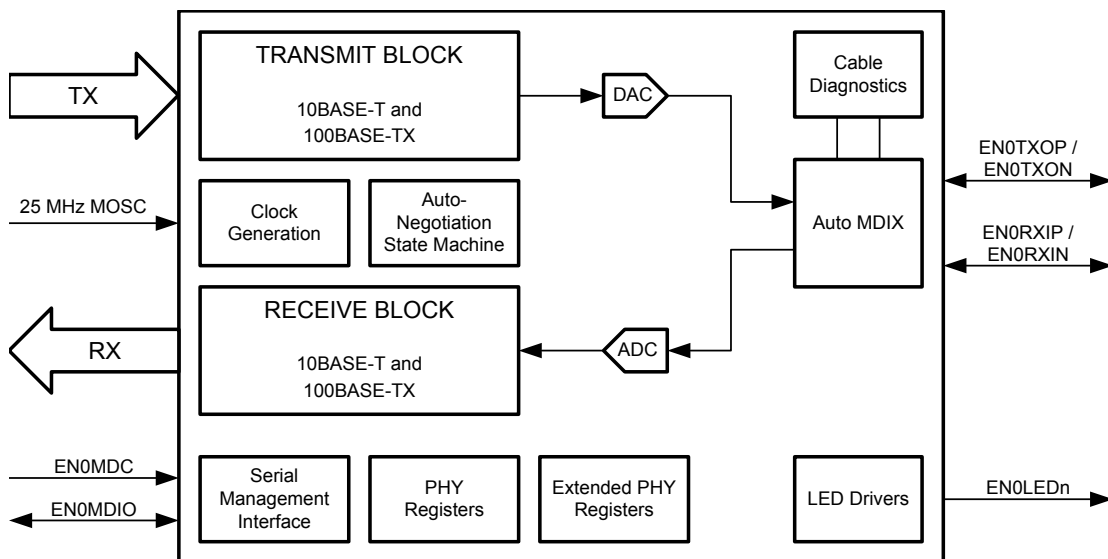 TX
25 MHz MOSC
RX
EN0MDC
EN0MDIO
TRANSMIT BLOCK
10BASE-T and
100BASE-TX
DAC
Cable
Diagnostics
Clock
Generation
Auto-
Negotiation
State Machine
Auto MDIX
EN0TXOP /
EN0TXON
EN0RXIP /
EN0RXIN
RECEIVE BLOCK
10BASE-T and
100BASE-TX
ADC
Serial
Management
Interface
PHY
Registers
Extended PHY
Registers
LED Drivers
EN0LEDn